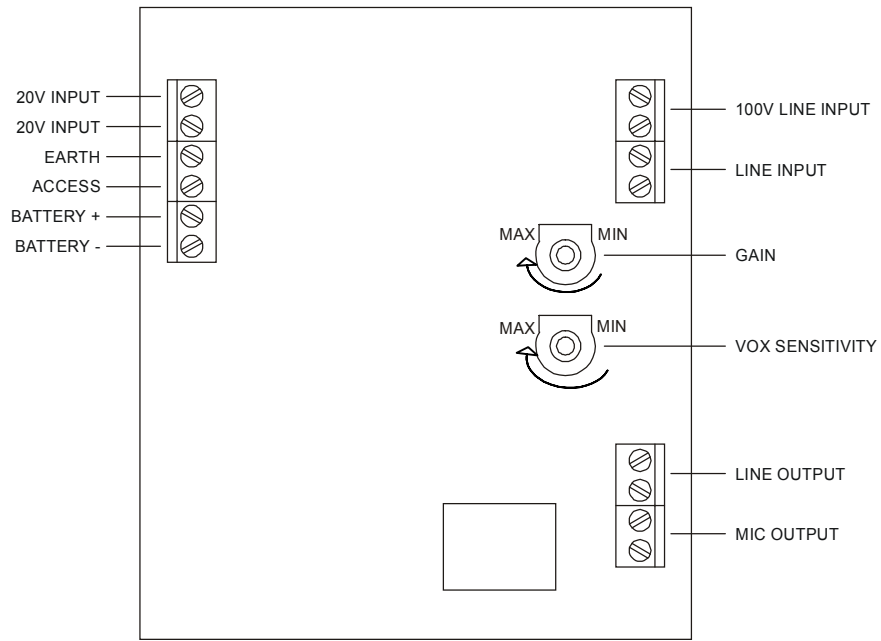 20V INPUT
20V INPUT
EARTH
ACCESS
BATTERY +
BATTERY -
100V LINE INPUT
LINE INPUT
MAX MIN
GAIN
MAX MIN
VOX SENSITIVITY
LINE OUTPUT
MIC OUTPUT